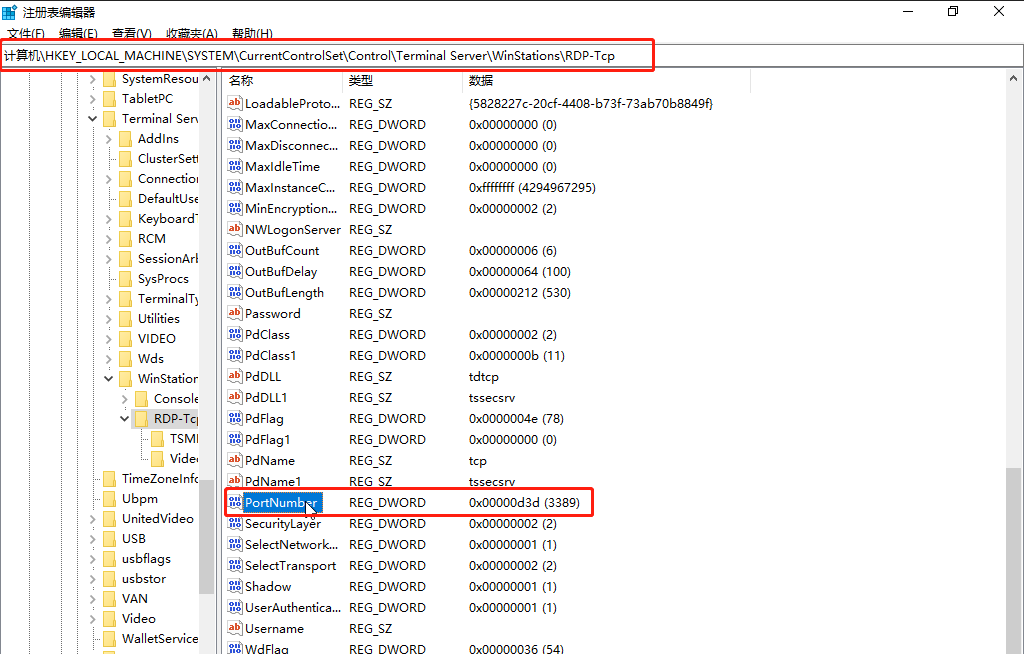 注册表编辑器
文件(F) 编辑(E) 查看(V) 收藏夹(A) 帮助(H)
计算机\HKEY_LOCAL_MACHINE\SYSTEM\CurrentControlSet\Control\Terminal Server\WinStations\RDP-Tcp
SystemResou
TabletPC
Terminal Serv
AddIns
ClusterSett
Connection
DefaultUse
KeyboardT
RCM
SessionArb
SysProcs
TerminalTy
Utilities
VIDEO
Wds
WinStation
Console
RDP-Tcp
TSMM
Video
TimeZoneInfo
Ubpm
UnitedVideo
USB
usbflags
usbstor
VAN
Video
WalletService
名称 类型 数据
LoadableProto... REG_SZ {5828227c-20cf-4408-b73f-73ab70b8849f}
MaxConnectio... REG_DWORD 0x00000000 (0)
MaxDisconnec... REG_DWORD 0x00000000 (0)
MaxIdleTime REG_DWORD 0x00000000 (0)
MaxInstanceC... REG_DWORD 0xffffffff (4294967295)
MinEncryption... REG_DWORD 0x00000002 (2)
NWLogonServer REG_SZ
OutBufCount REG_DWORD 0x00000006 (6)
OutBufDelay REG_DWORD 0x00000064 (100)
OutBufLength REG_DWORD 0x00000212 (530)
Password REG_SZ
PdClass REG_DWORD 0x00000002 (2)
PdClass1 REG_DWORD 0x0000000b (11)
PdDLL REG_SZ tdtcp
PdDLL1 REG_SZ tssecsrv
PdFlag REG_DWORD 0x0000004e (78)
PdFlag1 REG_DWORD 0x00000000 (0)
PdName REG_SZ tcp
PdName1 REG_SZ tssecsrv
PortNumber REG_DWORD 0x00000d3d (3389)
SecurityLayer REG_DWORD 0x00000002 (2)
SelectNetwork... REG_DWORD 0x00000001 (1)
SelectTransport REG_DWORD 0x00000002 (2)
Shadow REG_DWORD 0x00000001 (1)
UserAuthentica... REG_DWORD 0x00000001 (1)
Username REG_SZ
WdFlag REG_DWORD 0x00000036 (54)